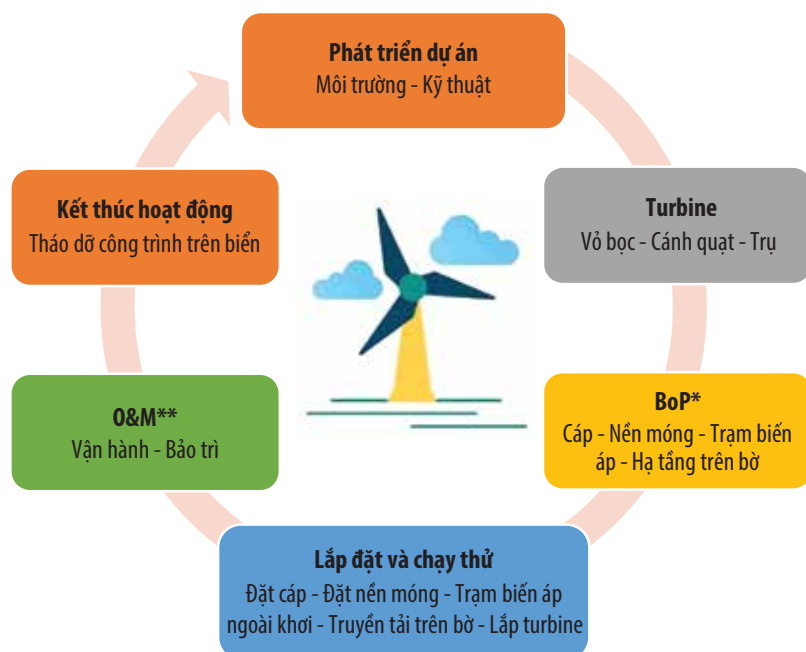 Phát triển dự án
Môi trường - Kỹ thuật
Turbine
Vỏ bọc - Cánh quạt - Trụ
BoP*
Cáp - Nền móng - Trạm biến
áp - Hạ tầng trên bờ
Lắp đặt và chạy thử
Đặt cáp - Đặt nền móng - Trạm biến áp
ngoài khơi - Truyền tải trên bờ - Lắp turbine
O&M**
Vận hành - Bảo trì
Kết thúc hoạt động
Tháo dỡ công trình trên biển